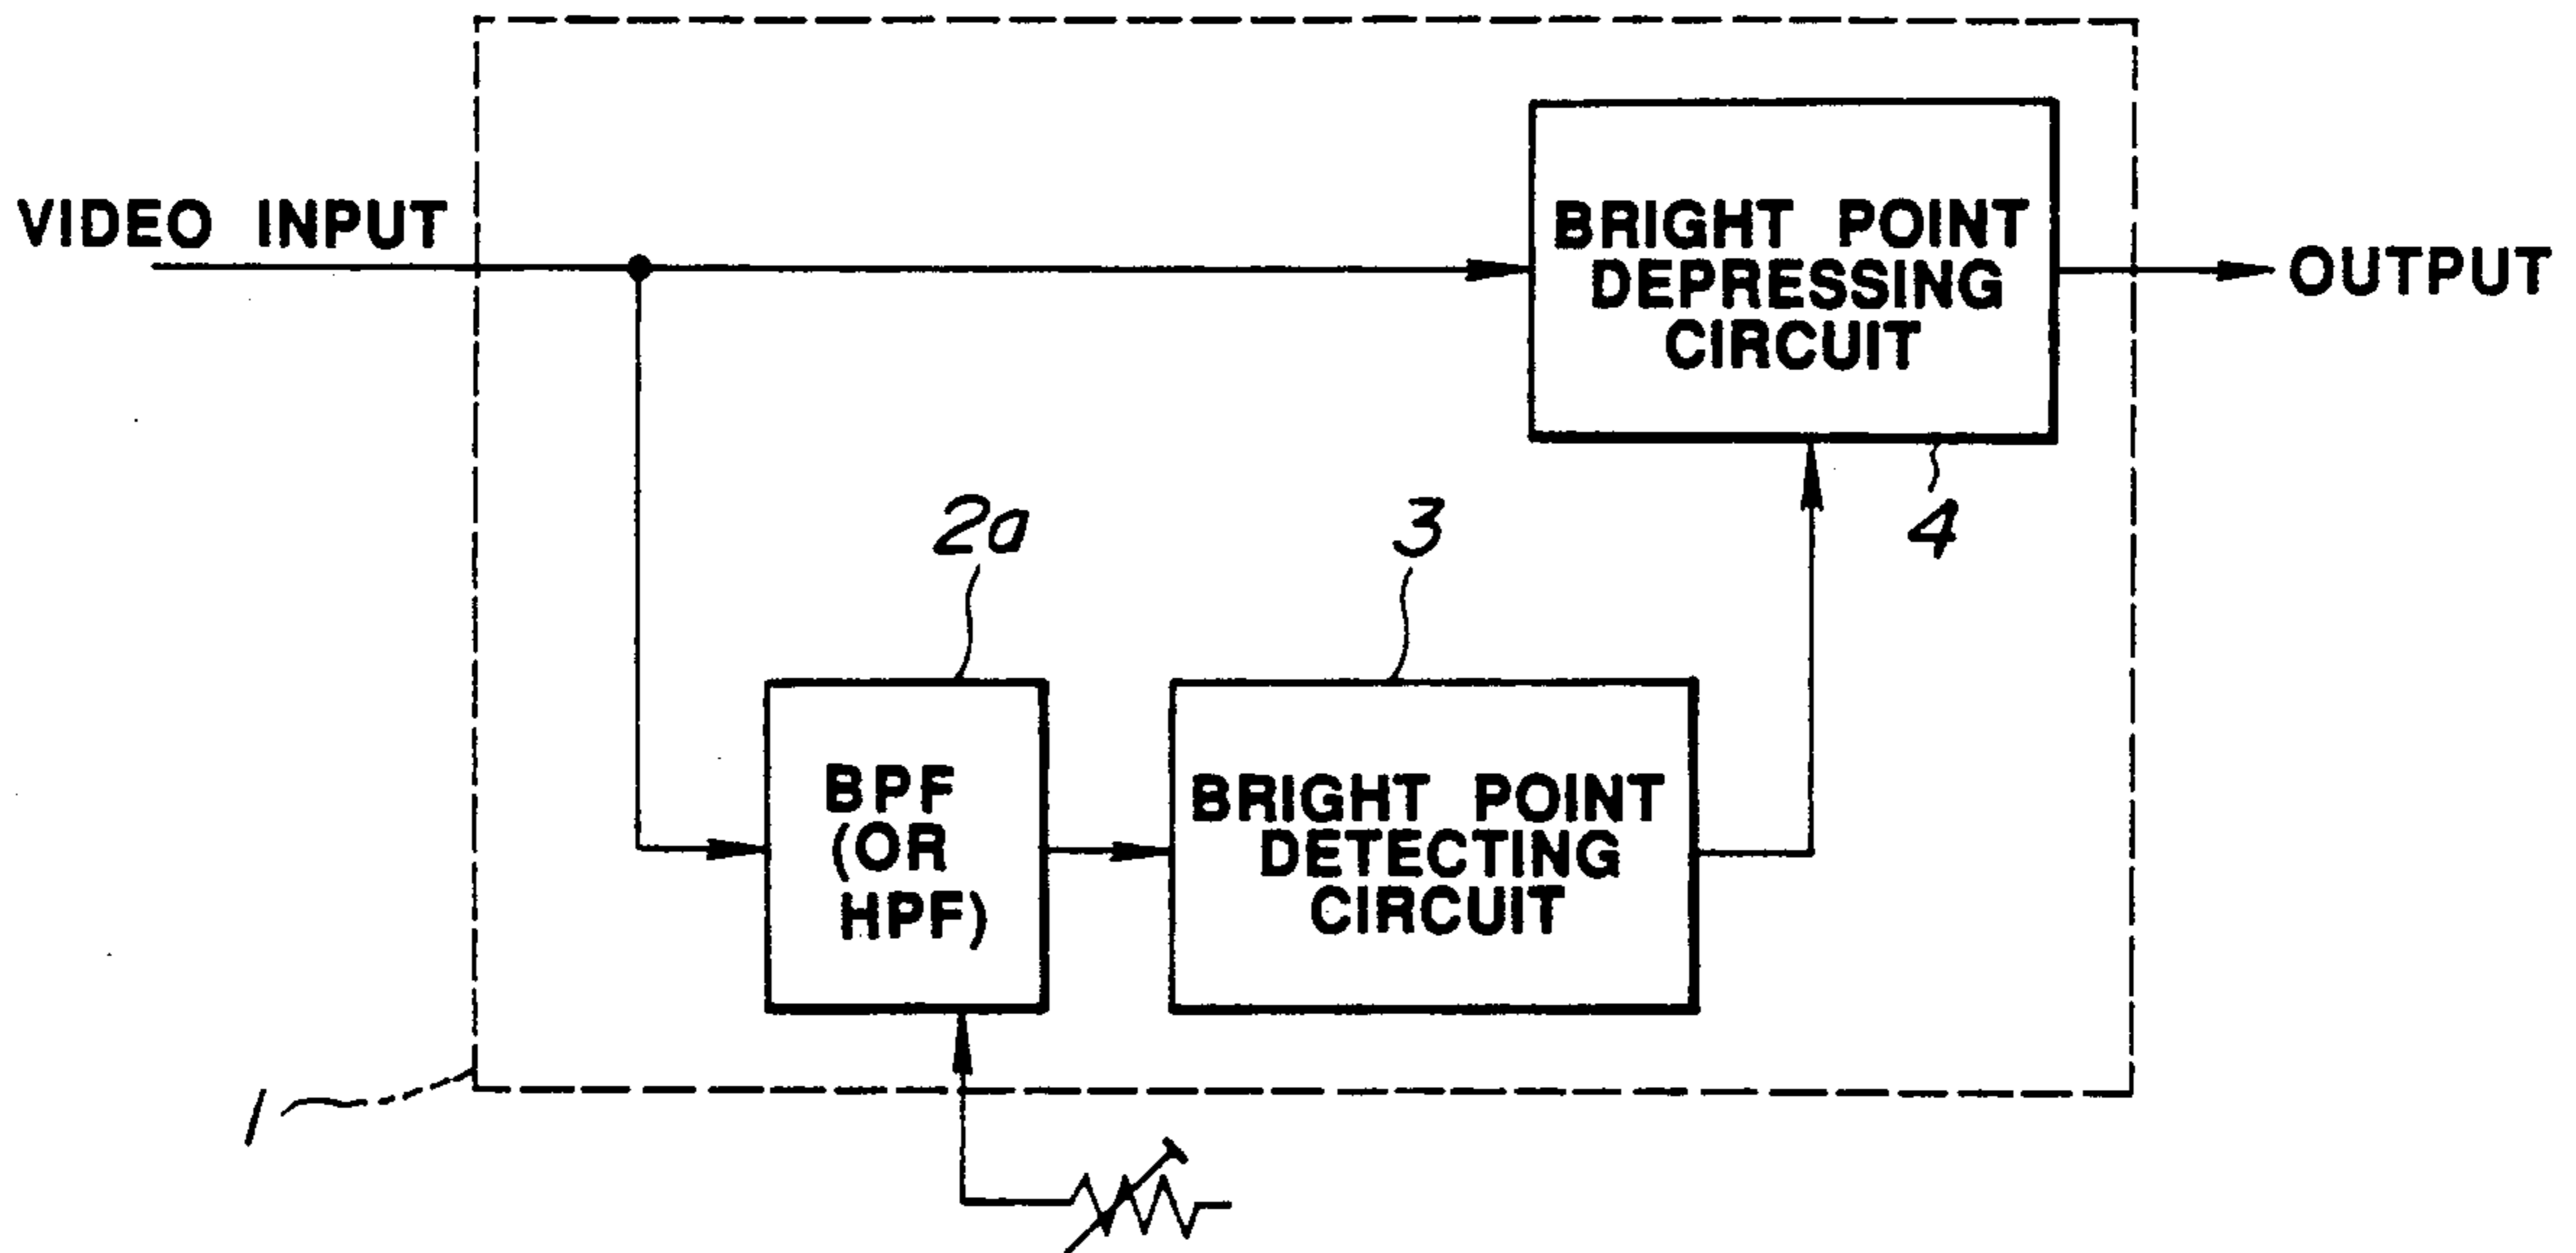 VIDEO INPUT
BRIGHT POINT
DEPRESSING
CIRCUIT
OUTPUT
2a
3
4
BPF
(OR
HPF)
BRIGHT POINT
DETECTING
CIRCUIT
1